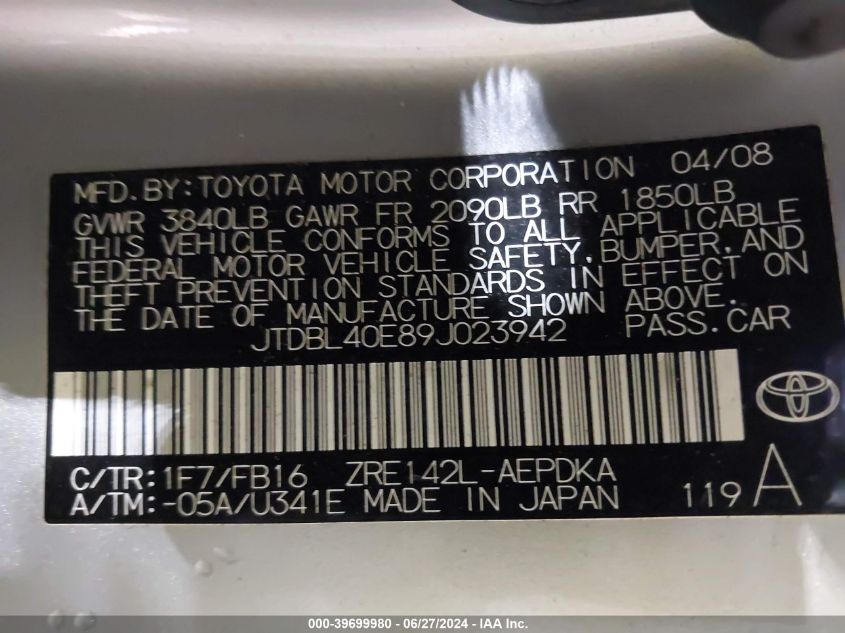 MFD.BY:TOYOTA MOTOR CORPORATION 04/08
GVWR 3840LB GAWR FR 2090LB RR 1850LB
THIS VEHICLE CONFORMS TO ALL APPLICABLE
FEDERAL MOTOR VEHICLE SAFETY,BUMPER,AND
THEFT PREVENTION STANDARDS IN EFFECT ON
THE DATE OF MANUFACTURE SHOWN ABOVE.
JTDBL40E89J023942 PASS.CAR
C/TR:1F7/FB16 ZRE142L-AEPDKA
A/TM:-05A/U341E MADE IN JAPAN 119 A
000-39699980 - 06/27/2024 - IAA Inc.